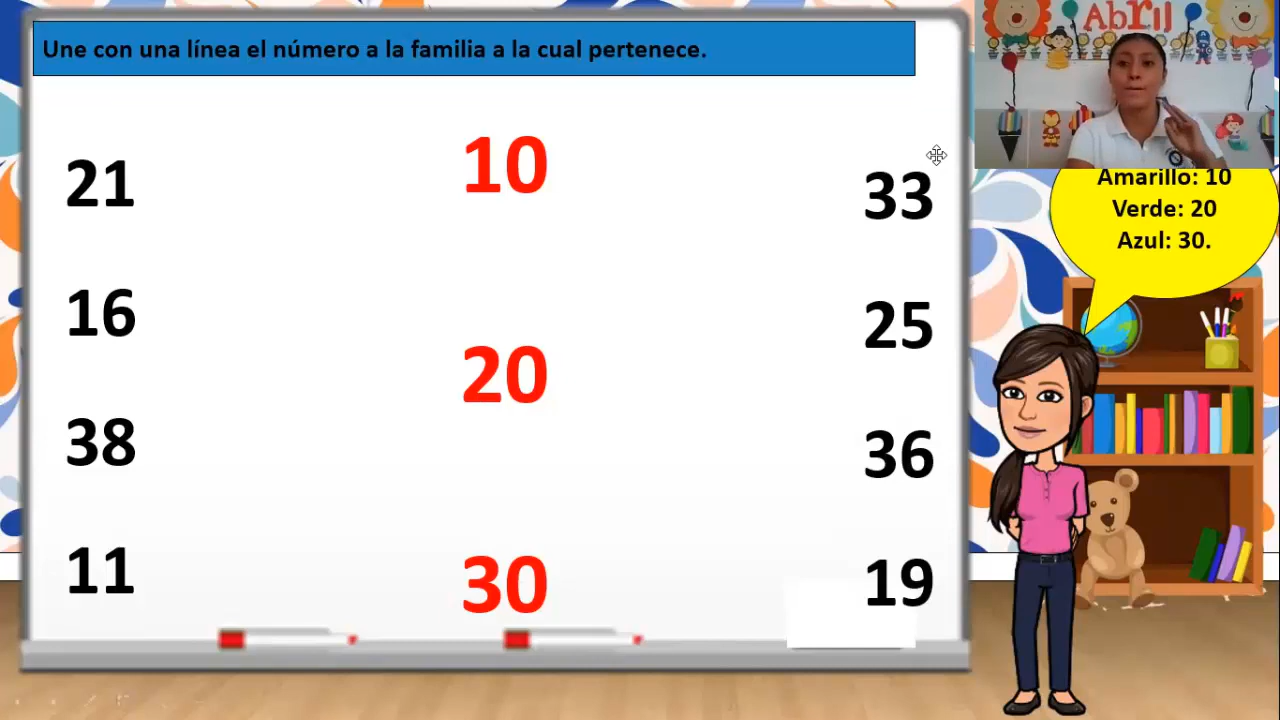 Une con una línea el número a la familia a la cual pertenece.
Abril
21
10
33
Amarillo: 10
Verde: 20
Azul: 30.
16
25
20
38
36
11
30
19